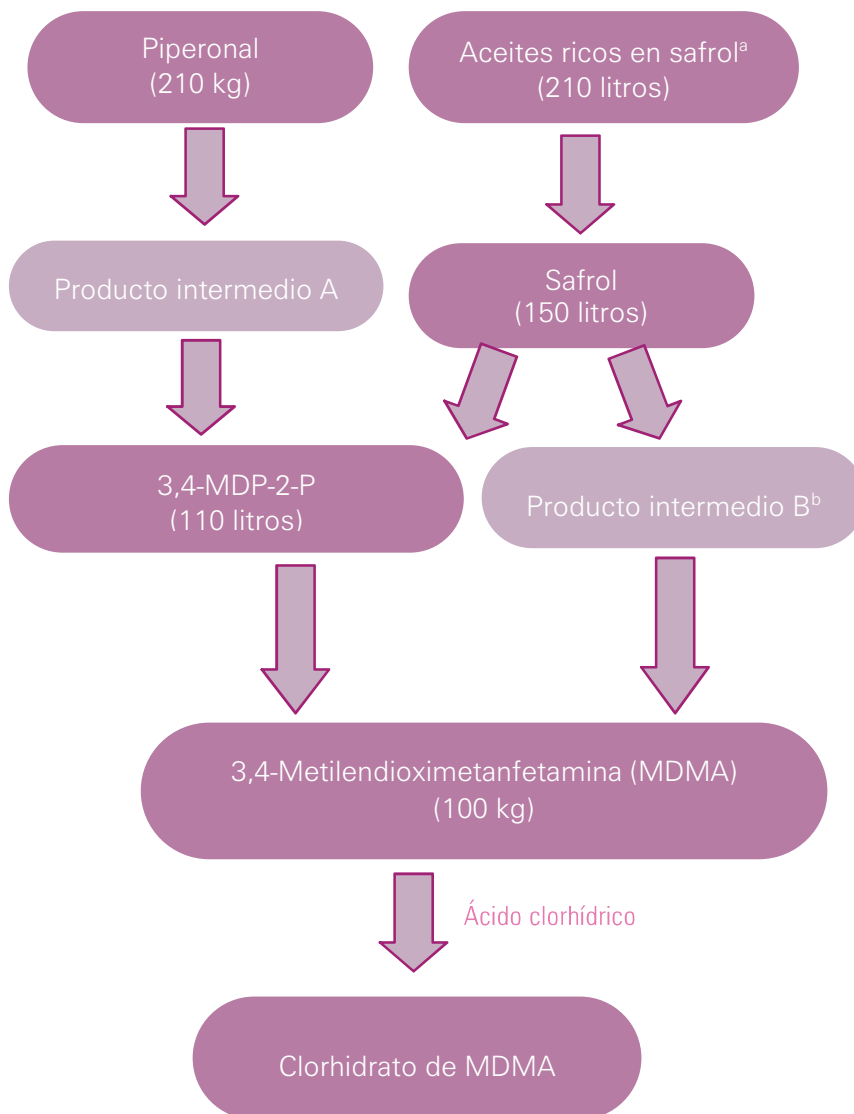 Piperonal
(210 kg)
Aceites ricos en safrolᵃ
(210 litros)
Producto intermedio A
Safrol
(150 litros)
3,4-MDP-2-P
(110 litros)
Producto intermedio Bᵇ
3,4-Metilendioximetanfetamina (MDMA)
(100 kg)
Ácido clorhídrico
Clorhidrato de MDMA